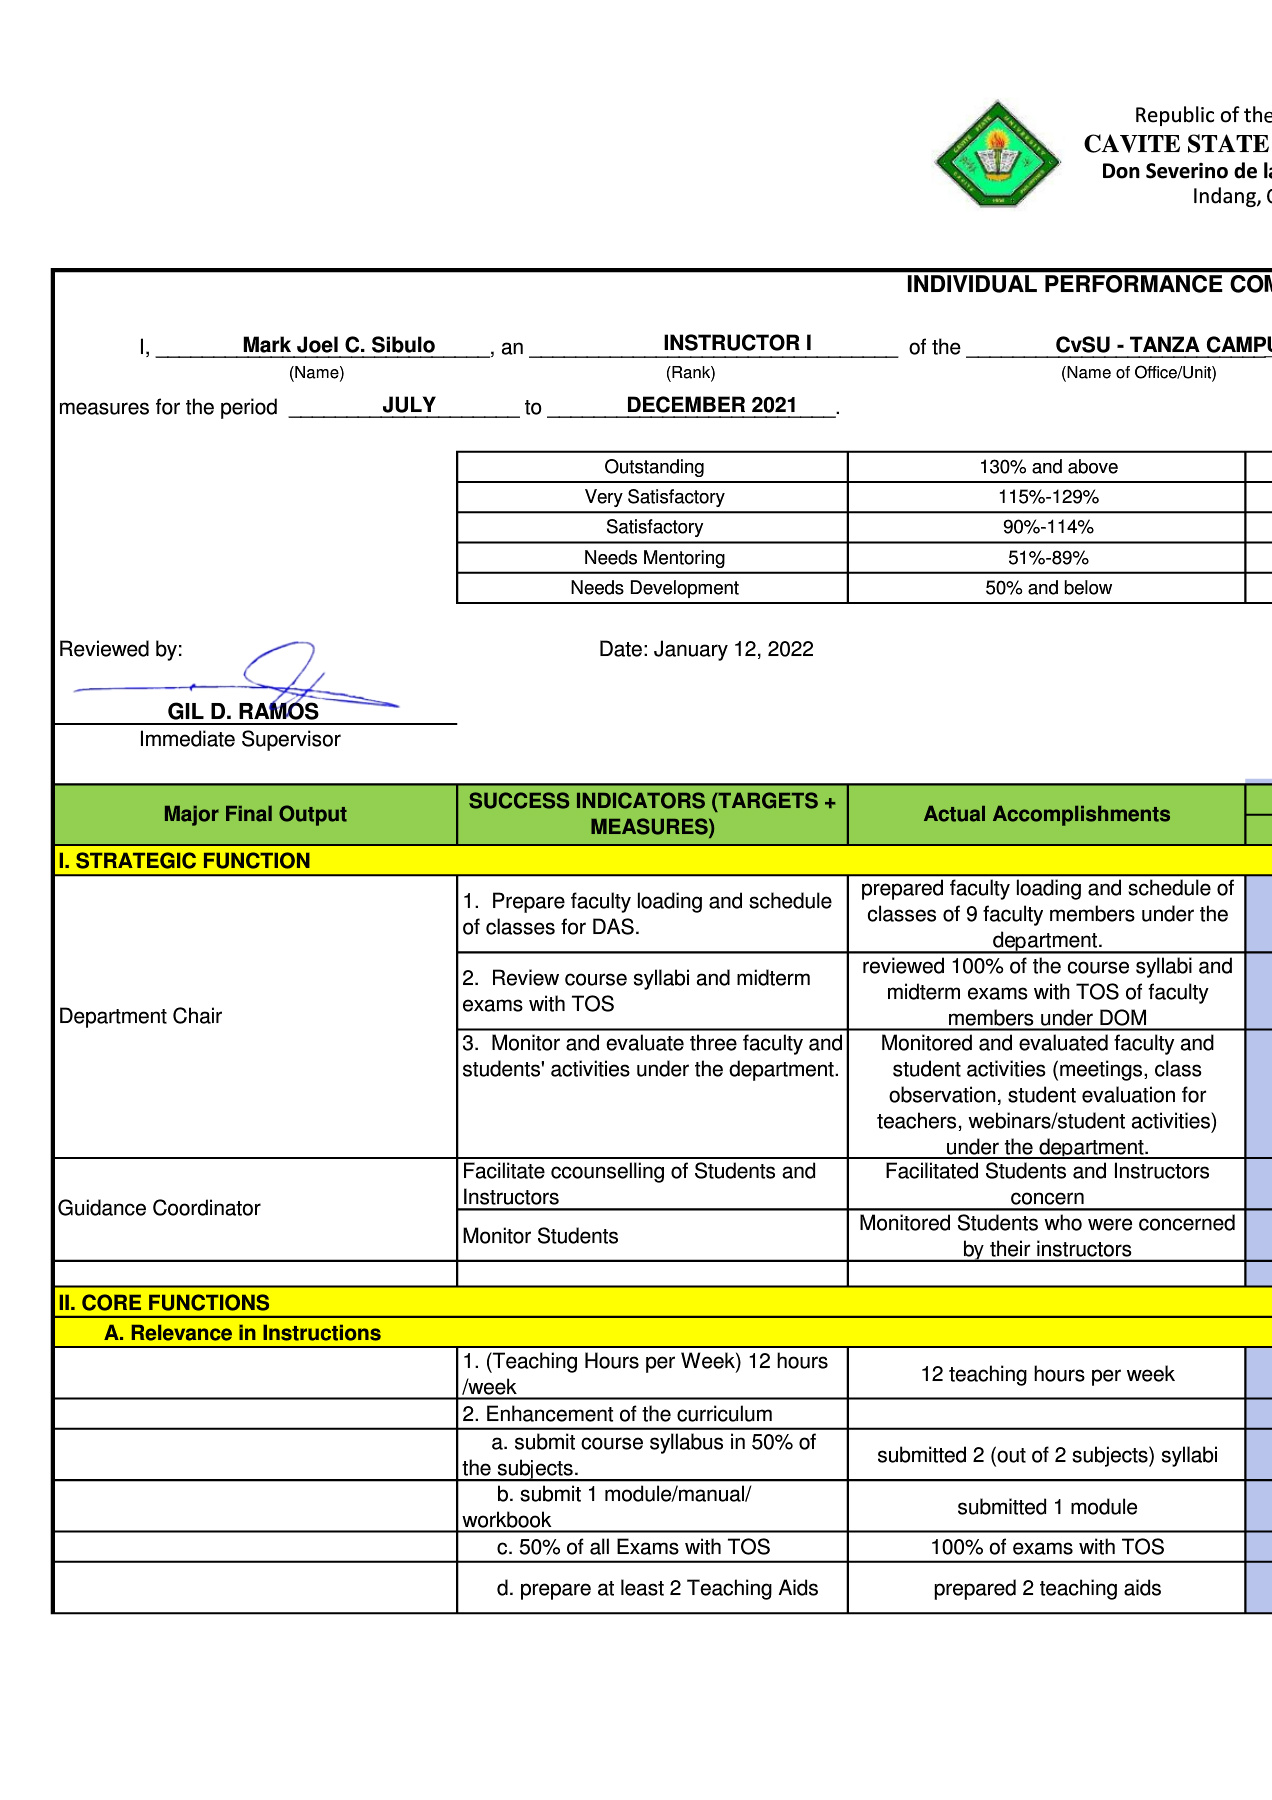 Republic of the
CAVITE STATE
Don Severino de
Indang,
INDIVIDUAL PERFORMANCE
I, Mark Joel C. Sibulo, an INSTRUCTOR I of the CvSU - TANZA
(Name) (Rank) (Name of Office/Unit)
measures for the period JULY to DECEMBER 2021.
Outstanding 130% and above
Very Satisfactory 115%-129%
Satisfactory 90%-114%
Needs Mentoring 51%-89%
Needs Development 50% and below
Reviewed by: Date: January 12, 2022
GIL D. RAMOS
Immediate Supervisor
Major Final Output
SUCCESS INDICATORS (TARGETS +
MEASURES)
Actual Accomplishments
I. STRATEGIC FUNCTION
Department Chair
1. Prepare faculty loading and schedule
of classes for DAS.
prepared faculty loading and schedule of
classes of 9 faculty members under the
department.
2. Review course syllabi and midterm
exams with TOS
reviewed 100% of the course syllabi and
midterm exams with TOS of faculty
members under DOM
3. Monitor and evaluate three faculty and
students' activities under the department.
Monitored and evaluated faculty and
student activities (meetings, class
observation, student evaluation for
teachers, webinars/student activities)
under the department.
Guidance Coordinator
Facilitate ccounselling of Students and
Instructors
Facilitated Students and Instructors
concern
Monitor Students
Monitored Students who were concerned
by their instructors
II. CORE FUNCTIONS
A. Relevance in Instructions
1. (Teaching Hours per Week) 12 hours
/week
12 teaching hours per week
2. Enhancement of the curriculum
a. submit course syllabus in 50% of
the subjects.
submitted 2 (out of 2 subjects) syllabi
b. submit 1 module/manual/
workbook
submitted 1 module
c. 50% of all Exams with TOS
100% of exams with TOS
d. prepare at least 2 Teaching Aids
prepared 2 teaching aids